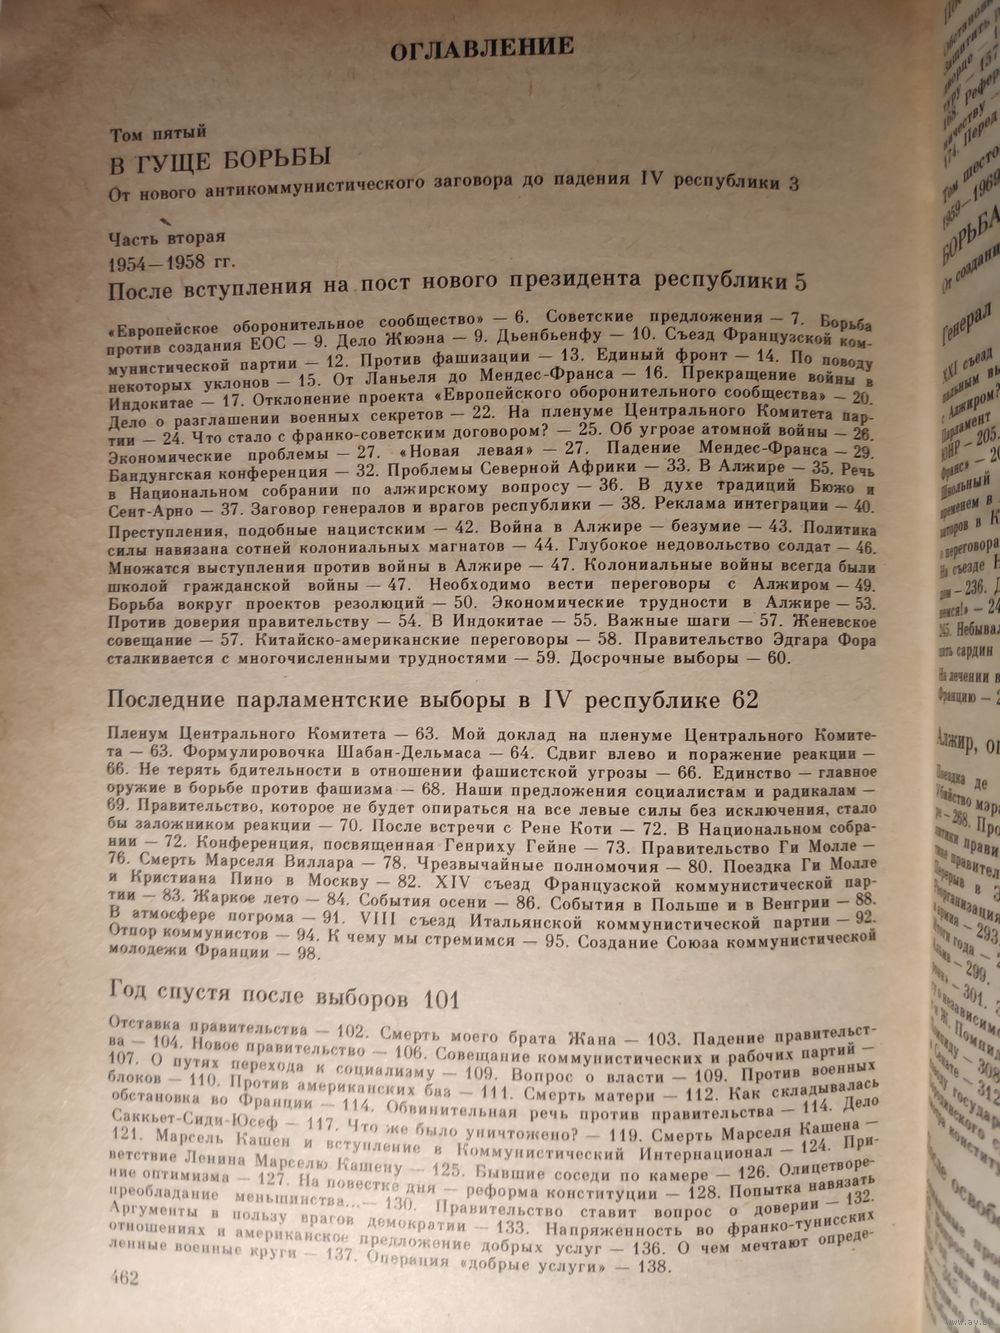 ОГЛАВЛЕНИЕ
Том пятый
В ГУЩЕ БОРЬБЫ
От нового антикоммунистического заговора до падения IV республики 3
Часть вторая
1954—1958 гг.
После вступления на пост нового президента республики 5
«Европейское оборонительное сообщество» — 6. Советские предложения — 7. Борьба
против создания ЕОС — 9. Дело Жюэна — 9. Дьенбьенфу — 10. Съезд Французской ком-
мунистической партии — 12. Против фашизации — 13. Единый фронт — 14. По поводу
некоторых уклонов — 15. От Ланьеля до Мендес-Франса — 16. Прекращение войны в
Индокитае — 17. Отклонение проекта «Европейского оборонительного сообщества» — 20.
Дело о разглашении военных секретов — 22. На пленуме Центрального Комитета пар-
тии — 24. Что стало с франко-советским договором? — 25. Об угрозе атомной войны — 26.
Экономические проблемы — 27. «Новая левая» — 27. Падение Мендес-Франса — 29.
Бандунгская конференция — 32. Проблемы Северной Африки — 33. В Алжире — 35. Речь
в Национальном собрании по алжирскому вопросу — 36. В духе традиций Бюжо и
Сент-Арно — 37. Заговор генералов и врагов республики — 38. Реклама интеграции — 40.
Преступления, подобные нацистским — 42. Война в Алжире — безумие — 43. Политика
силы навязана сотней колониальных магнатов — 44. Глубокое недовольство солдат — 46.
Множатся выступления против войны в Алжире — 47. Колониальные войны всегда были
школой гражданской войны — 47. Необходимо вести переговоры с Алжиром — 49.
Борьба вокруг проектов резолюций — 50. Экономические трудности в Алжире — 53.
Против доверия правительству — 54. В Индокитае — 55. Важные шаги — 57. Женевское
совещание — 57. Китайско-американские переговоры — 58. Правительство Эдгара Фора
сталкивается с многочисленными трудностями — 59. Досрочные выборы — 60.
Последние парламентские выборы в IV республике 62
Пленум Центрального Комитета — 63. Мой доклад на пленуме Центрального Комите-
та — 63. Формулировочка Шабан-Дельмаса — 64. Сдвиг влево и поражение реакции —
66. Не терять бдительности в отношении фашистской угрозы — 66. Единство — главное
оружие в борьбе против фашизма — 68. Наши предложения социалистам и радикалам —
69. Правительство, которое не будет опираться на все левые силы без исключения, стало
бы заложником реакции — 70. После встречи с Рене Коти — 72. В Национальном собра-
нии — 72. Конференция, посвященная Генриху Гейне — 73. Правительство Ги Молле —
76. Смерть Марселя Виллара — 78. Чрезвычайные полномочия — 80. Поездка Ги Молле
и Кристиана Пино в Москву — 82. XIV съезд Французской коммунистической пар-
тии — 83. Жаркое лето — 84. События осени — 86. События в Польше и в Венгрии — 88.
В атмосфере погрома — 91. VIII съезд Итальянской коммунистической партии — 92.
Отпор коммунистов — 94. К чему мы стремимся — 95. Создание Союза коммунистической
молодежи Франции — 98.
Год спустя после выборов 101
Отставка правительства — 102. Смерть моего брата Жана — 103. Падение правительст-
ва — 104. Новое правительство — 106. Совещание коммунистических и рабочих партий —
107. О путях перехода к социализму — 109. Вопрос о власти — 109. Против военных
блоков — 110. Против американских баз — 111. Смерть матери — 112. Как складывалась
обстановка во Франции — 114. Обвинительная речь против правительства — 114. Дело
Саккьет-Сиди-Юсеф — 117. Что же было уничтожено? — 119. Смерть Марселя Кашена —
121. Марсель Кашен и вступление в Коммунистический Интернационал — 124. При-
ветствие Ленина Марселю Кашену — 125. Бывшие соседи по камере — 126. Олицетворе-
ние оптимизма — 127. На повестке дня — реформа конституции — 128. Попытка навязать
преобладание меньшинства... — 130. Правительство ставит вопрос о доверии — 132.
Аргументы в пользу врагов демократии — 133. Напряженность во франко-тунисских
отношениях и американское предложение добрых услуг — 136. О чем мечтают опреде-
ленные военные круги — 137. Операция «добрые услуги» — 138.
462
Том шесто
1959—1969
БОРЬБА
От создани
Генерал
XXI съезд
Алжир, оп
Поездка де